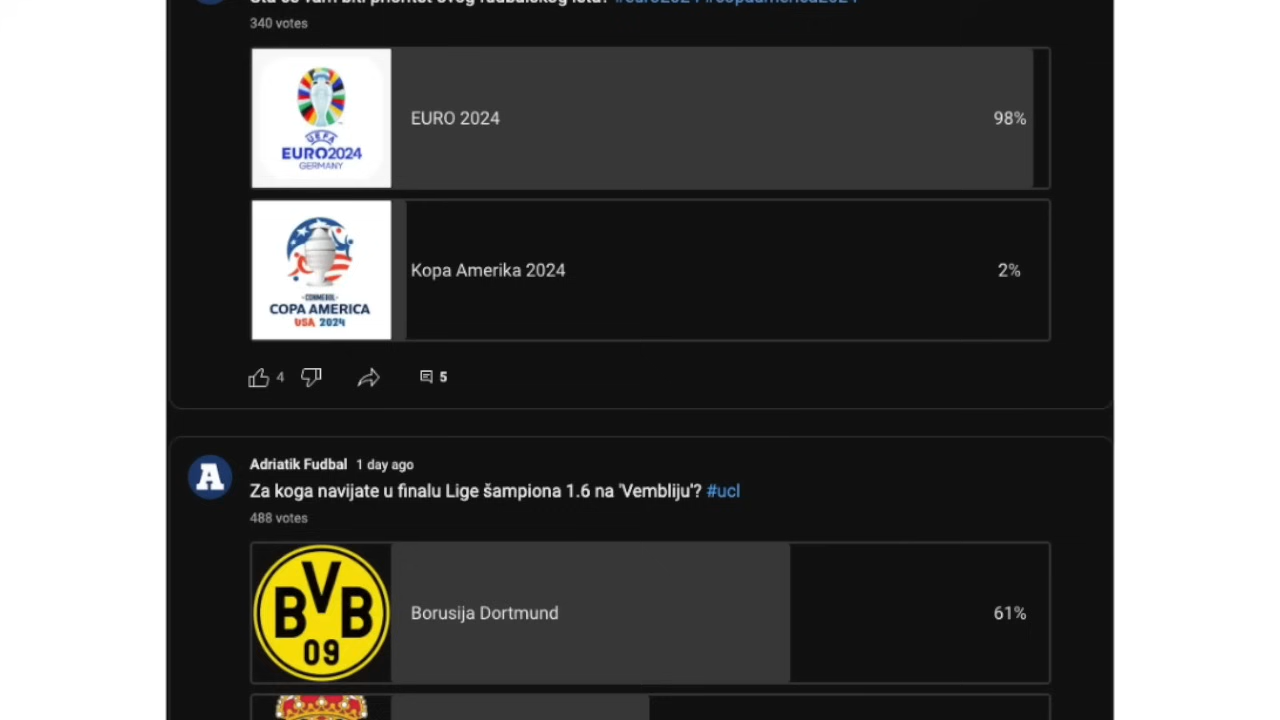 340 votes
UEFA
EURO2024
GERMANY
EURO 2024
98%
CONMEBOL
COPA AMERICA
USA 2024
Kopa Amerika 2024
2%
4
5
A
Adriatik Fudbal 1 day ago
Za koga navijate u finalu Lige šampiona 1.6 na 'Vembliju'? #ucl
488 votes
BVB
09
Borusija Dortmund
61%